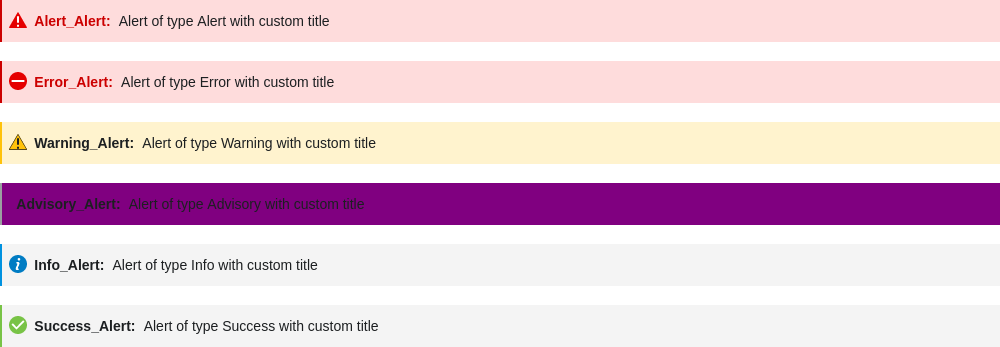 Alert_Alert: Alert of type Alert with custom title
Error_Alert: Alert of type Error with custom title
Warning_Alert: Alert of type Warning with custom title
Advisory_Alert: Alert of type Advisory with custom title
Info_Alert: Alert of type Info with custom title
Success_Alert: Alert of type Success with custom title